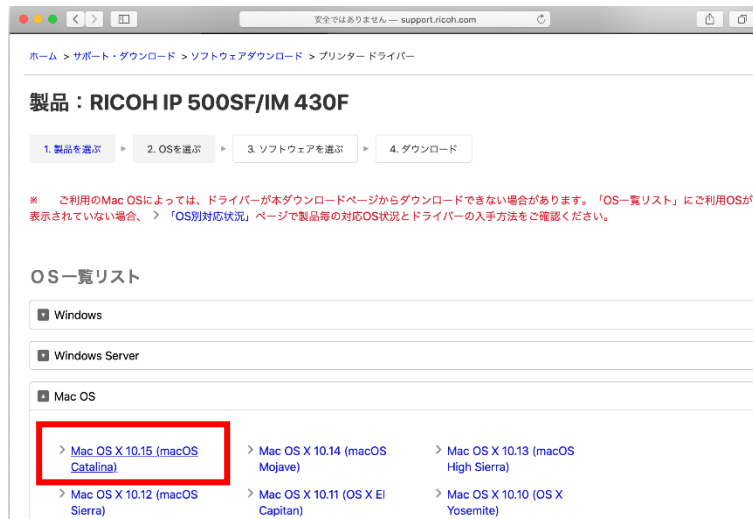 安全ではありません — support.ricoh.com
ホーム > サポート・ダウンロード > ソフトウェアダウンロード > プリンター ドライバー
製品：RICOH IP 500SF/IM 430F
1. 製品を選ぶ 2. OSを選ぶ 3. ソフトウェアを選ぶ 4. ダウンロード
※ ご利用のMac OSによっては、ドライバーが本ダウンロードページからダウンロードできない場合があります。「OS一覧リスト」にご利用OSが
表示されていない場合、 > 「OS別対応状況」ページで製品毎の対応OS状況とドライバーの入手方法をご確認ください。
OS一覧リスト
Windows
Windows Server
Mac OS
> Mac OS X 10.15 (macOS Catalina)
> Mac OS X 10.14 (macOS Mojave)
> Mac OS X 10.13 (macOS High Sierra)
> Mac OS X 10.12 (macOS Sierra)
> Mac OS X 10.11 (OS X El Capitan)
> Mac OS X 10.10 (OS X Yosemite)